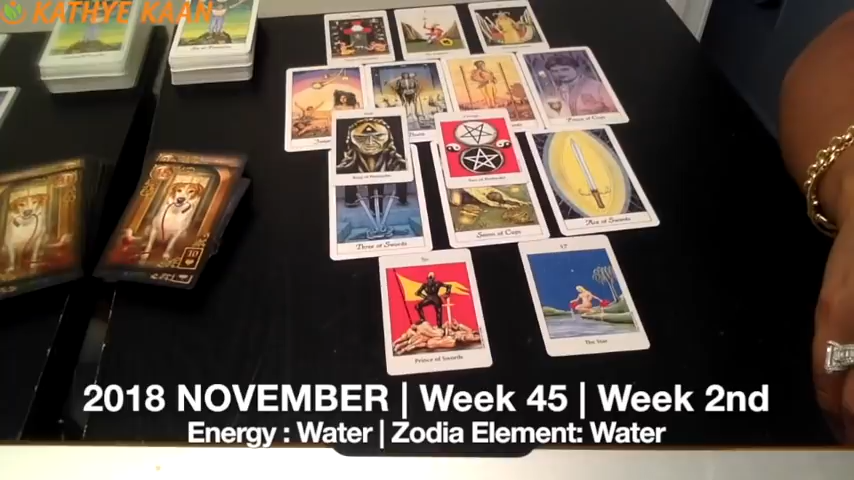 KATHYE KAAN
Prince of Cups
Three of Swords
Seven of Cups
Ace of Swords
Prince of Swords
The Star
10
2018 NOVEMBER | Week 45 | Week 2nd
Energy : Water | Zodia Element: Water